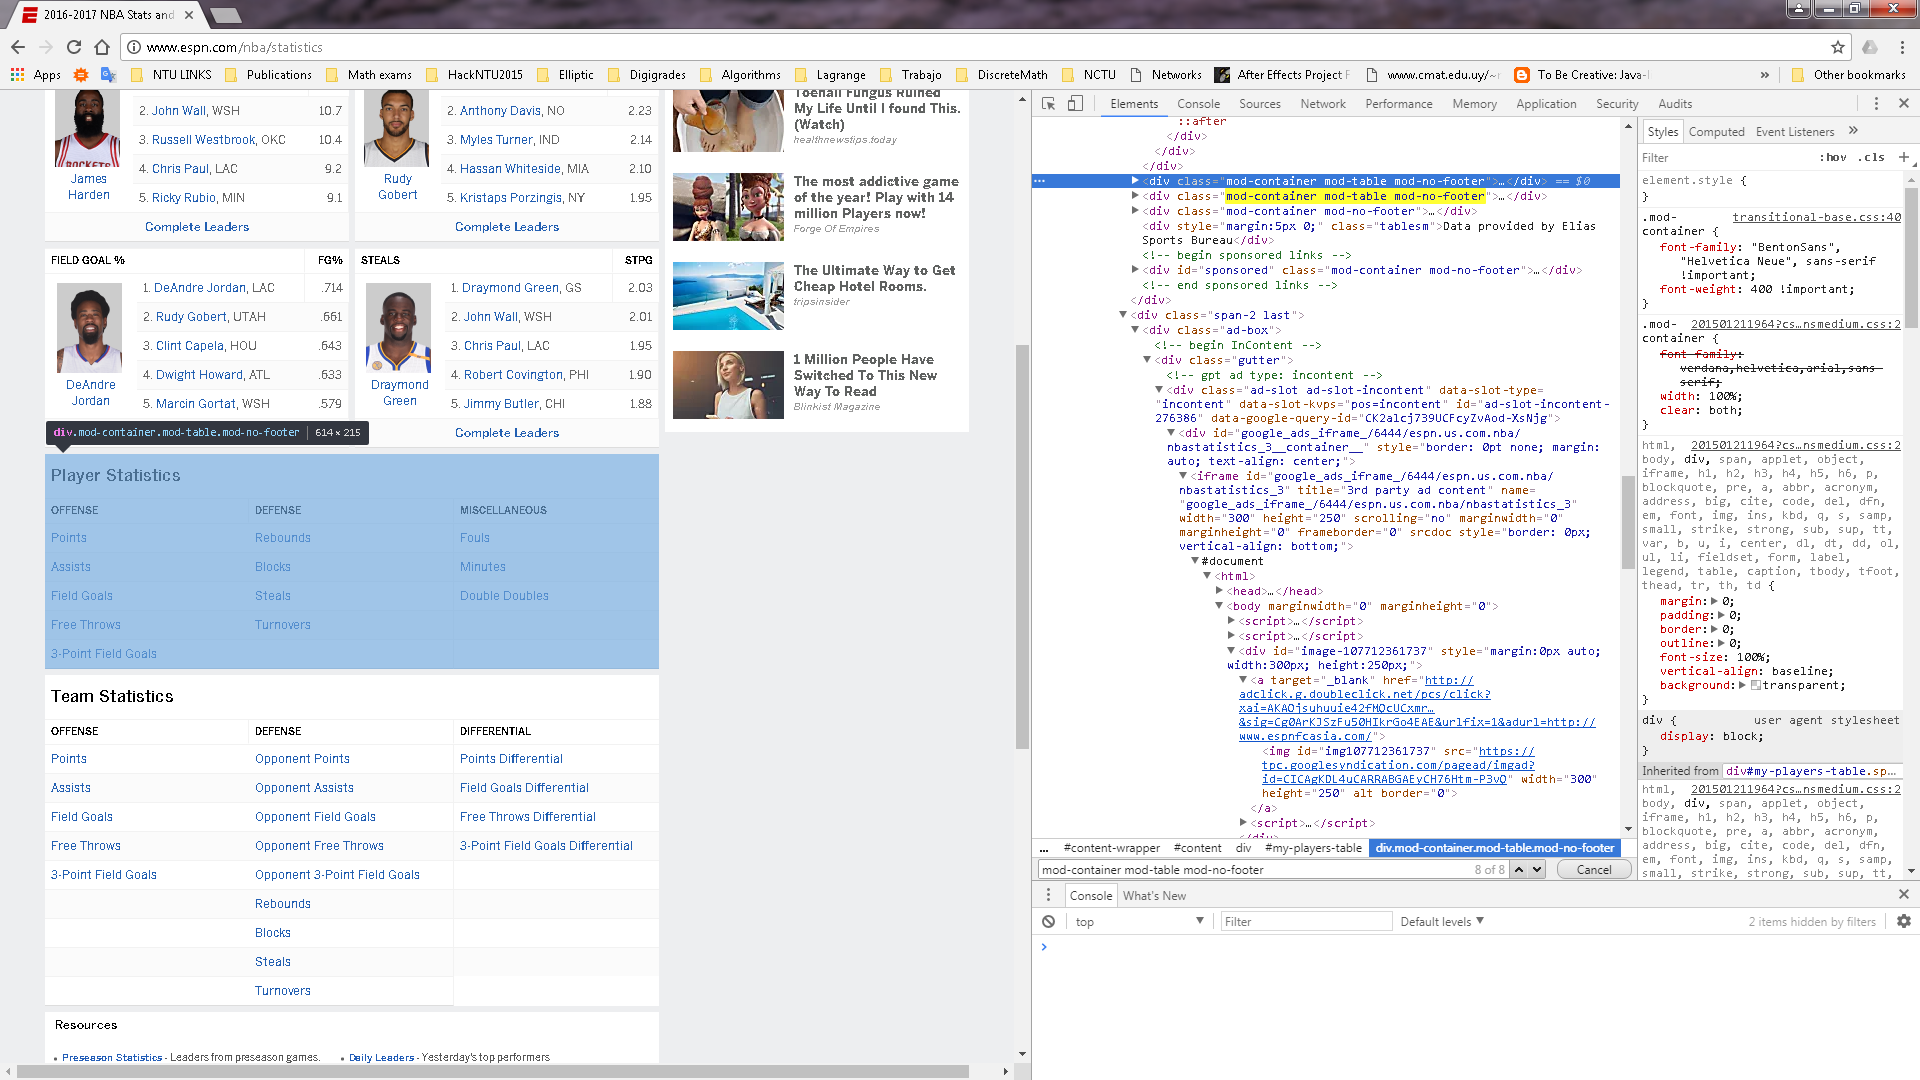 2016-2017 NBA Stats and
www.espn.com/nba/statistics
Apps NTU LINKS Publications Math exams HackNTU2015 Elliptic Digigrades Algorithms Lagrange Trabajo DiscreteMath NCTU Networks After Effects Project F www.cmat.edu.uy/~r To Be Creative: Java-I » Other bookmarks
2. John Wall, WSH 10.7
3. Russell Westbrook, OKC 10.4
4. Chris Paul, LAC 9.2
5. Ricky Rubio, MIN 9.1
ROCKETS
James
Harden
Complete Leaders
2. Anthony Davis, NO 2.23
3. Myles Turner, IND 2.14
4. Hassan Whiteside, MIA 2.10
5. Kristaps Porzingis, NY 1.95
Rudy
Gobert
Complete Leaders
FIELD GOAL % FG%
1. DeAndre Jordan, LAC .714
2. Rudy Gobert, UTAH .661
3. Clint Capela, HOU .643
4. Dwight Howard, ATL .633
5. Marcin Gortat, WSH .579
DeAndre
Jordan
STEALS STPG
1. Draymond Green, GS 2.03
2. John Wall, WSH 2.01
3. Chris Paul, LAC 1.95
4. Robert Covington, PHI 1.90
5. Jimmy Butler, CHI 1.88
Draymond
Green
Complete Leaders
div.mod-container.mod-table.mod-no-footer | 614 × 215
Player Statistics
OFFENSE DEFENSE MISCELLANEOUS
Points Rebounds Fouls
Assists Blocks Minutes
Field Goals Steals Double Doubles
Free Throws Turnovers
3-Point Field Goals
Team Statistics
OFFENSE DEFENSE DIFFERENTIAL
Points Opponent Points Points Differential
Assists Opponent Assists Field Goals Differential
Field Goals Opponent Field Goals Free Throws Differential
Free Throws Opponent Free Throws 3-Point Field Goals Differential
3-Point Field Goals Opponent 3-Point Field Goals
Rebounds
Blocks
Steals
Turnovers
Resources
• Preseason Statistics - Leaders from preseason games. • Daily Leaders - Yesterday's top performers
Toenail Fungus Ruined
My Life Until I found This.
(Watch)
healthnewstips.today
The most addictive game
of the year! Play with 14
million Players now!
Forge Of Empires
The Ultimate Way to Get
Cheap Hotel Rooms.
tripsinsider
1 Million People Have
Switched To This New
Way To Read
Blinkist Magazine
Elements Console Sources Network Performance Memory Application Security Audits
::after
</div>
</div>
</div>
<div class="mod-container mod-table mod-no-footer">…</div> == $0
<div class="mod-container mod-table mod-no-footer">…</div>
<div class="mod-container mod-no-footer">…</div>
<div style="margin:5px 0;" class="tablesm">Data provided by Elias
Sports Bureau</div>
<!-- begin sponsored links -->
<div id="sponsored" class="mod-container mod-no-footer">…</div>
<!-- end sponsored links -->
</div>
<div class="span-2 last">
<div class="ad-box">
<!-- begin InContent -->
<div class="gutter">
<!-- gpt ad type: incontent -->
<div class="ad-slot ad-slot-incontent" data-slot-type=
"incontent" data-slot-kvps="pos=incontent" id="ad-slot-incontent-
276386" data-google-query-id="CK2alcj739UCFcyZvAod-XsNjg">
<div id="google_ads_iframe_/6444/espn.us.com.nba/
nbastatistics_3__container__" style="border: 0pt none; margin:
auto; text-align: center;">
<iframe id="google_ads_iframe_/6444/espn.us.com.nba/
nbastatistics_3" title="3rd party ad content" name=
"google_ads_iframe_/6444/espn.us.com.nba/nbastatistics_3"
width="300" height="250" scrolling="no" marginwidth="0"
marginheight="0" frameborder="0" srcdoc style="border: 0px;
vertical-align: bottom;">
#document
<html>
<head>…</head>
<body marginwidth="0" marginheight="0">
<script>…</script>
<script>…</script>
<div id="image-107712361737" style="margin:0px auto;
width:300px; height:250px;">
<a target="_blank" href="http://
adclick.g.doubleclick.net/pcs/click?
xai=AKAOjsuhuuie42fMQcUCxmr…
&sig=Cg0ArKJSzFu50HIkrGo4EAE&urlfix=1&adurl=http://
www.espnfcasia.com/">
<img id="img107712361737" src="https://
tpc.googlesyndication.com/pagead/imgad?
id=CICAgKDL4uCARRABGAEyCH76Htm-P3vQ" width="300"
height="250" alt border="0">
</a>
<script>…</script>
</div>
... #content-wrapper #content div #my-players-table div.mod-container.mod-table.mod-no-footer
mod-container mod-table mod-no-footer 8 of 8 Cancel
Styles Computed Event Listeners »
Filter :hov .cls +
element.style {
}
.mod- transitional-base.css:40
container {
font-family: "BentonSans",
"Helvetica Neue", sans-serif
!important;
font-weight: 400 !important;
}
.mod- 201501211964?cs…nsmedium.css:2
container {
font-family:
verdana,helvetica,arial,sans-
serif;
width: 100%;
clear: both;
}
html, 201501211964?cs…nsmedium.css:2
body, div, span, applet, object,
iframe, h1, h2, h3, h4, h5, h6, p,
blockquote, pre, a, abbr, acronym,
address, big, cite, code, del, dfn,
em, font, img, ins, kbd, q, s, samp,
small, strike, strong, sub, sup, tt,
var, b, u, i, center, dl, dt, dd, ol,
ul, li, fieldset, form, label,
legend, table, caption, tbody, tfoot,
thead, tr, th, td {
margin: 0;
padding: 0;
border: 0;
outline: 0;
font-size: 100%;
vertical-align: baseline;
background: transparent;
}
div { user agent stylesheet
display: block;
}
Inherited from div#my-players-table.sp…
html, 201501211964?cs…nsmedium.css:2
body, div, span, applet, object,
iframe, h1, h2, h3, h4, h5, h6, p,
blockquote, pre, a, abbr, acronym,
address, big, cite, code, del, dfn,
em, font, img, ins, kbd, q, s, samp,
small, strike, strong, sub, sup, tt,
Console What's New
top Filter Default levels 2 items hidden by filters